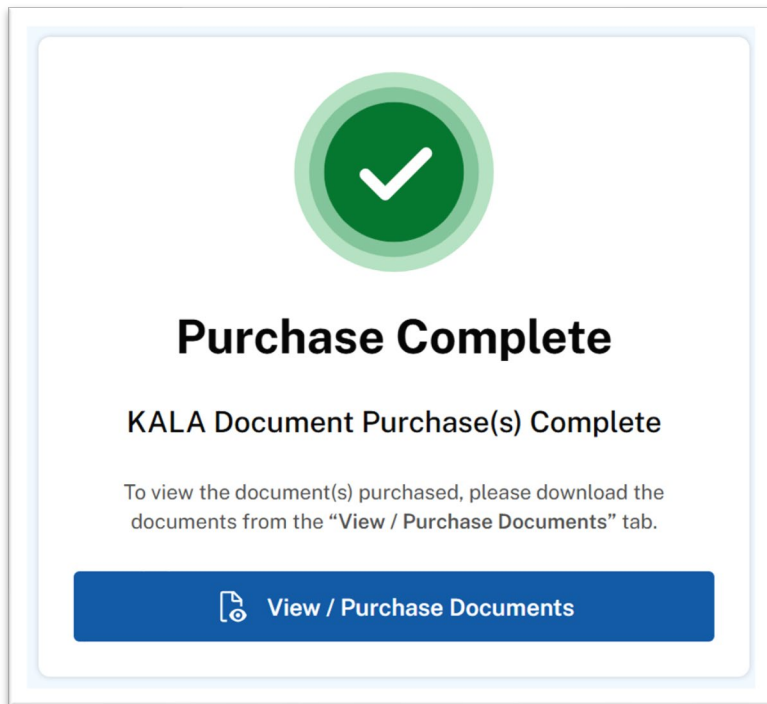 Purchase Complete
KALA Document Purchase(s) Complete
To view the document(s) purchased, please download the
documents from the “View / Purchase Documents” tab.
View / Purchase Documents